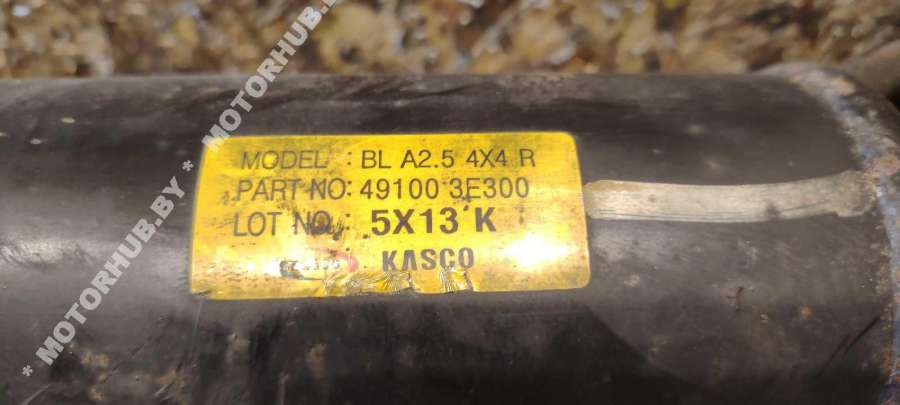 MODEL : BL A2.5 4X4 R
PART NO: 49100 3E300
LOT NO.: 5X13 K
KASCO
* MOTORHUB.BY * MOTORHUB.BY